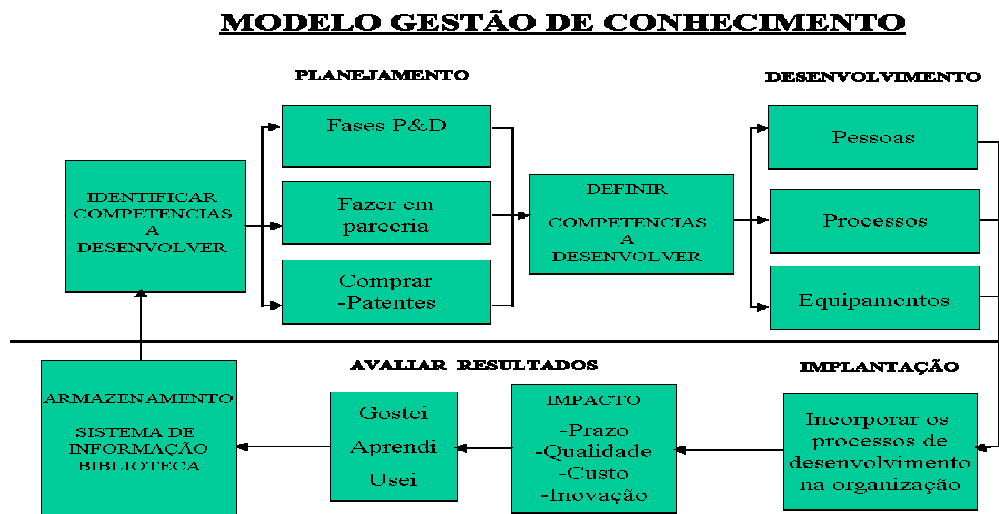 MODELO GESTÃO DE CONHECIMENTO
PLANEJAMENTO
DESENVOLVIMENTO
IDENTIFICAR
COMPETENCIAS
A
DESENVOLVER
Fases P&D
Fazer em
parceria
Comprar
-Patentes
DEFINIR
COMPETENCIAS
A
DESENVOLVER
Pessoas
Processos
Equipamentos
AVALIAR RESULTADOS
IMPLANTAÇÃO
ARMAZENAMENTO
SISTEMA DE
INFORMAÇÃO
BIBLIOTECA
Gostei
Aprendi
Usei
IMPACTO
-Prazo
-Qualidade
-Custo
-Inovação
Incorporar os
processos de
desenvolvimento
na organização